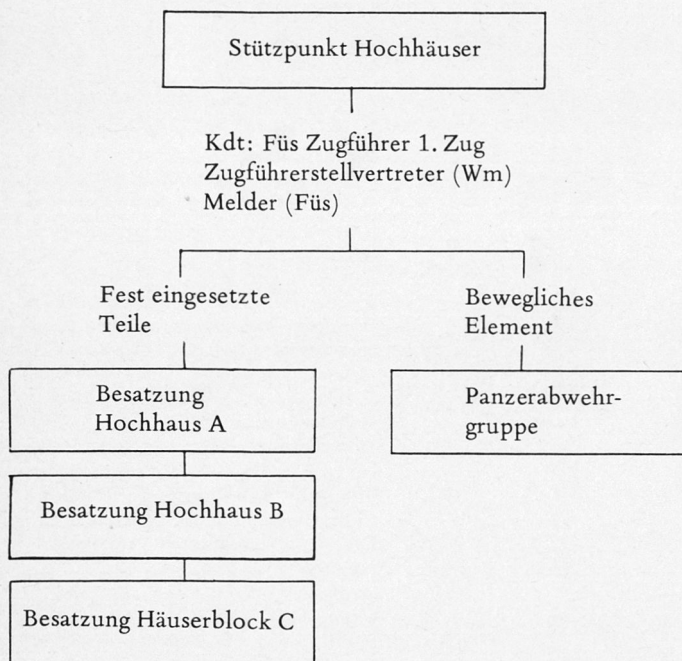 Stützpunkt Hochhäuser
Kdt: Füs Zugführer 1. Zug
Zugführerstellvertreter (Wm)
Melder (Füs)
Fest eingesetzte
Teile
Besatzung
Hochhaus A
Besatzung Hochhaus B
Besatzung Häuserblock C
Bewegliches
Element
Panzerabwehr-
gruppe